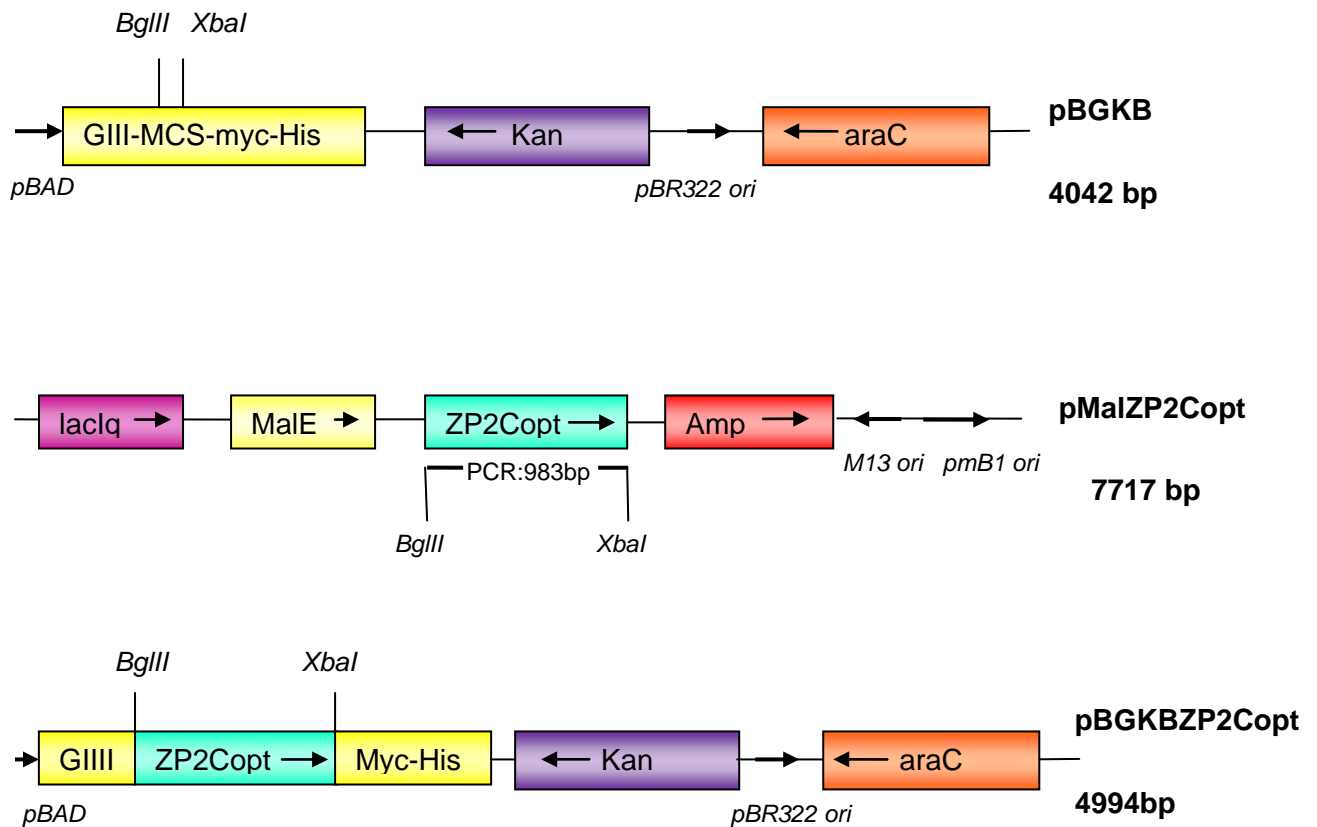 BglII XbaI
GIII-MCS-myc-His
Kan
araC
pBGKB
pBAD
pBR322 ori
4042 bp
lacIq
MalE
ZP2Copt
Amp
pMalZP2Copt
PCR:983bp
M13 ori pmB1 ori
7717 bp
BglII XbaI
BglII XbaI
GIIII
ZP2Copt
Myc-His
Kan
araC
pBGKBZP2Copt
pBAD
pBR322 ori
4994bp